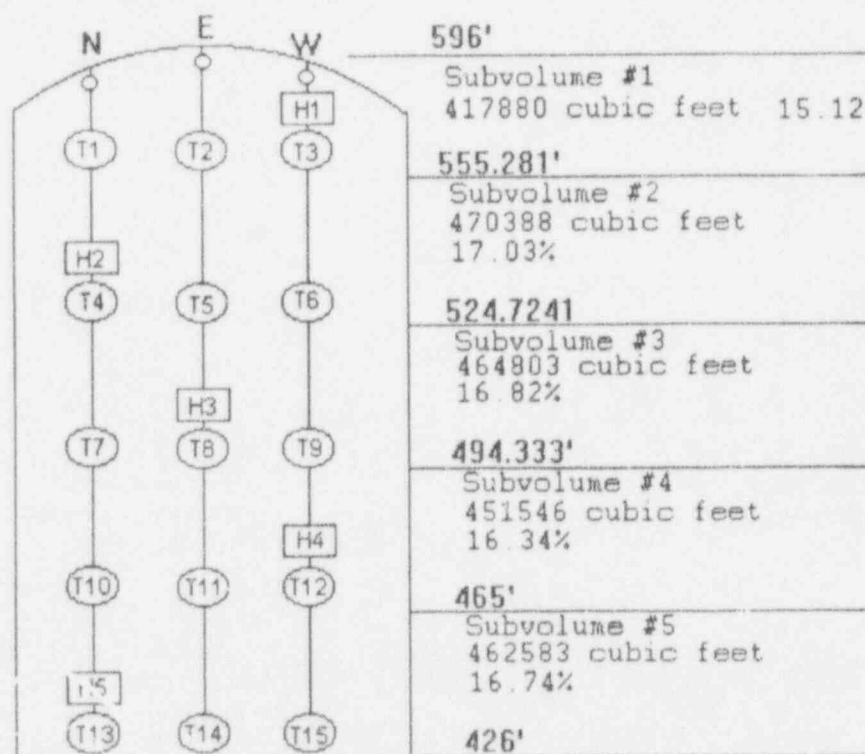 N E W
596'
Subvolume #1
H1
417880 cubic feet 15.12
T1 T2 T3
555.281'
Subvolume #2
470388 cubic feet
H2
17.03%
T4 T5 T6
524.7241
Subvolume #3
464803 cubic feet
16.82%
H3
T7 T8 T9
494.333'
Subvolume #4
451546 cubic feet
16.34%
H4
T10 T11 T12
465'
Subvolume #5
462583 cubic feet
16.74%
T13 T14 T15
426'